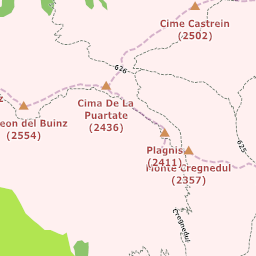 Cime Castrein
(2502)
626
Cima De La
Puartate
(2436)
eon del Buinz
(2554)
Plagnis
(2411)
Monte Cregnedul
(2357)
625
Cregnedul